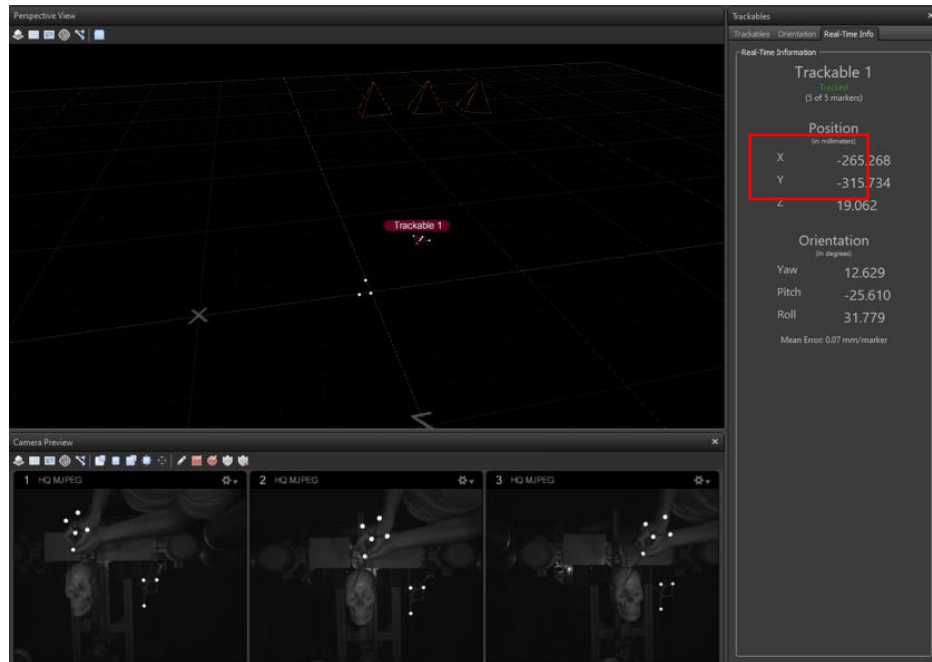 Perspective View
Trackables
Trackables Orientation Real-Time Info
Real-Time Information
Trackable 1
Tracked
(5 of 5 markers)
Position
(in millimeters)
X -265.268
Y -315.734
Z 19.062
Orientation
(in degrees)
Yaw 12.629
Pitch -25.610
Roll 31.779
Mean Error: 0.07 mm/marker
Trackable 1
X
Z
Camera Preview
1 HQ MJPEG
2 HQ MJPEG
3 HQ MJPEG